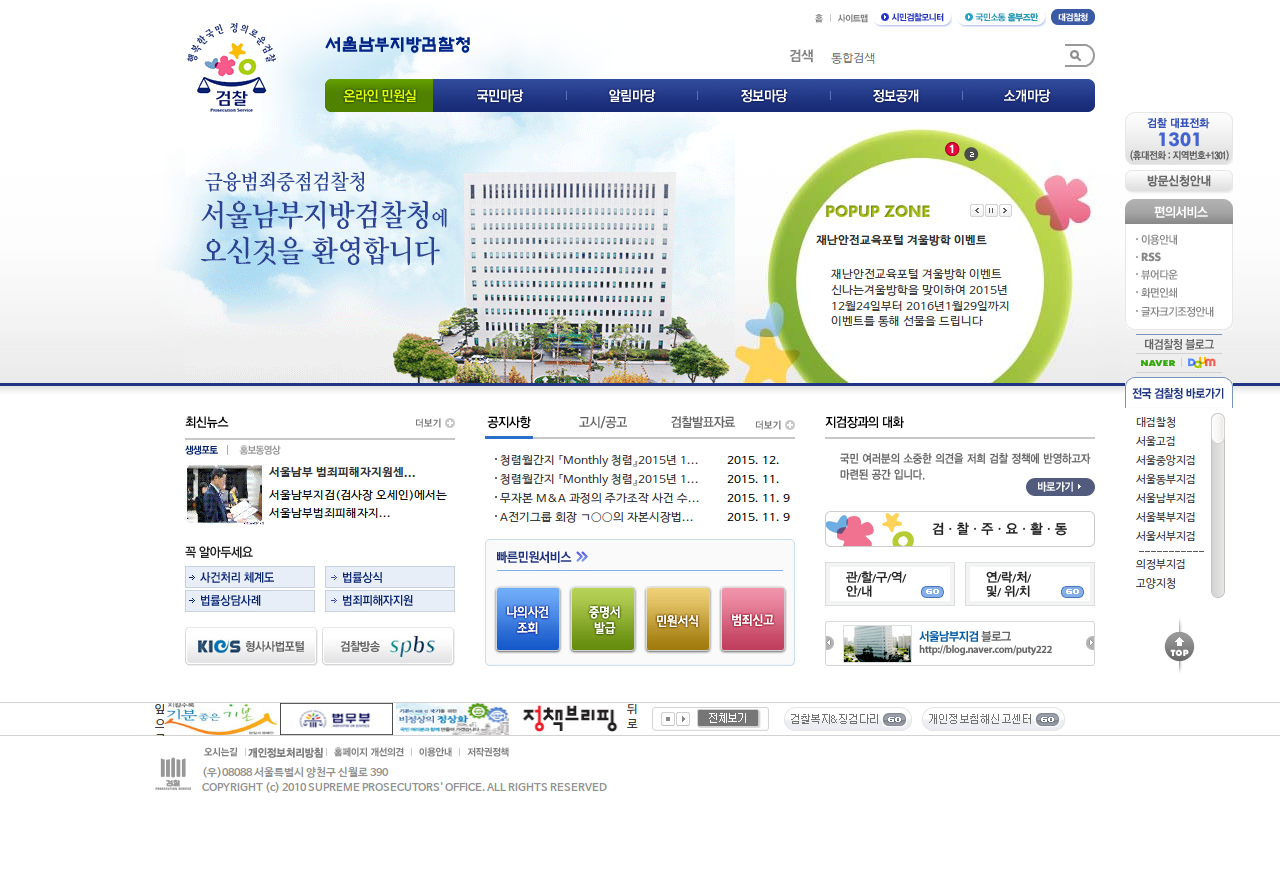 행복한국민 정의로운검찰
검찰
Prosecution Service
서울남부지방검찰청
홈
사이트맵
시민검찰모니터
국민소통 옴부즈만
대검찰청
검색
통합검색
온라인 민원실
국민마당
알림마당
정보마당
정보공개
소개마당
금융범죄중점검찰청
서울남부지방검찰청에
오신것을 환영합니다
1
2
POPUP ZONE
재난안전교육포털 겨울방학 이벤트
재난안전교육포털 겨울방학 이벤트
신나는겨울방학을 맞이하여 2015년
12월24일부터 2016년1월29일까지
이벤트를 통해 선물을 드립니다
검찰 대표전화
1301
(휴대전화 : 지역번호+1301)
방문신청안내
편의서비스
· 이용안내
· RSS
· 뷰어다운
· 화면인쇄
· 글자크기조정안내
대검찰청 블로그
NAVER
Daum
전국 검찰청 바로가기
대검찰청
서울고검
서울중앙지검
서울동부지검
서울남부지검
서울북부지검
서울서부지검
------------
의정부지검
고양지청
TOP
최신뉴스
더보기
생생포토
홍보동영상
서울남부 범죄피해자지원센...
서울남부지검(검사장 오세인)에서는
서울남부범죄피해자지...
꼭 알아두세요
사건처리 체계도
법률상식
법률상담사례
범죄피해자지원
KICS 형사사법포털
검찰방송 spbs
공지사항
고시/공고
검찰발표자료
더보기
· 청렴월간지 『Monthly 청렴』2015년 1... 2015. 12.
· 청렴월간지 『Monthly 청렴』2015년 1... 2015. 11.
· 무자본 M&A 과정의 주가조작 사건 수... 2015. 11. 9
· A전기그룹 회장 ㄱ○○의 자본시장법... 2015. 11. 9
빠른민원서비스
나의사건
조회
증명서
발급
민원서식
범죄신고
지검장과의 대화
국민 여러분의 소중한 의견을 저희 검찰 정책에 반영하고자
마련된 공간 입니다.
바로가기
검·찰·주·요·활·동
관/할/구/역/
안/내
GO
연/락/처/
및/ 위/치
GO
서울남부지검 블로그
http://blog.naver.com/puty222
앞
으
기분좋은 기본
법무부
비정상의 정상화
정책브리핑
뒤
로
전체보기
검찰복지&징검다리 GO
개인정보침해신고센터 GO
오시는길
개인정보처리방침
홈페이지 개선의견
이용안내
저작권정책
검찰
PROSECUTION SERVICE
(우)08088 서울특별시 양천구 신월로 390
COPYRIGHT (c) 2010 SUPREME PROSECUTORS' OFFICE. ALL RIGHTS RESERVED